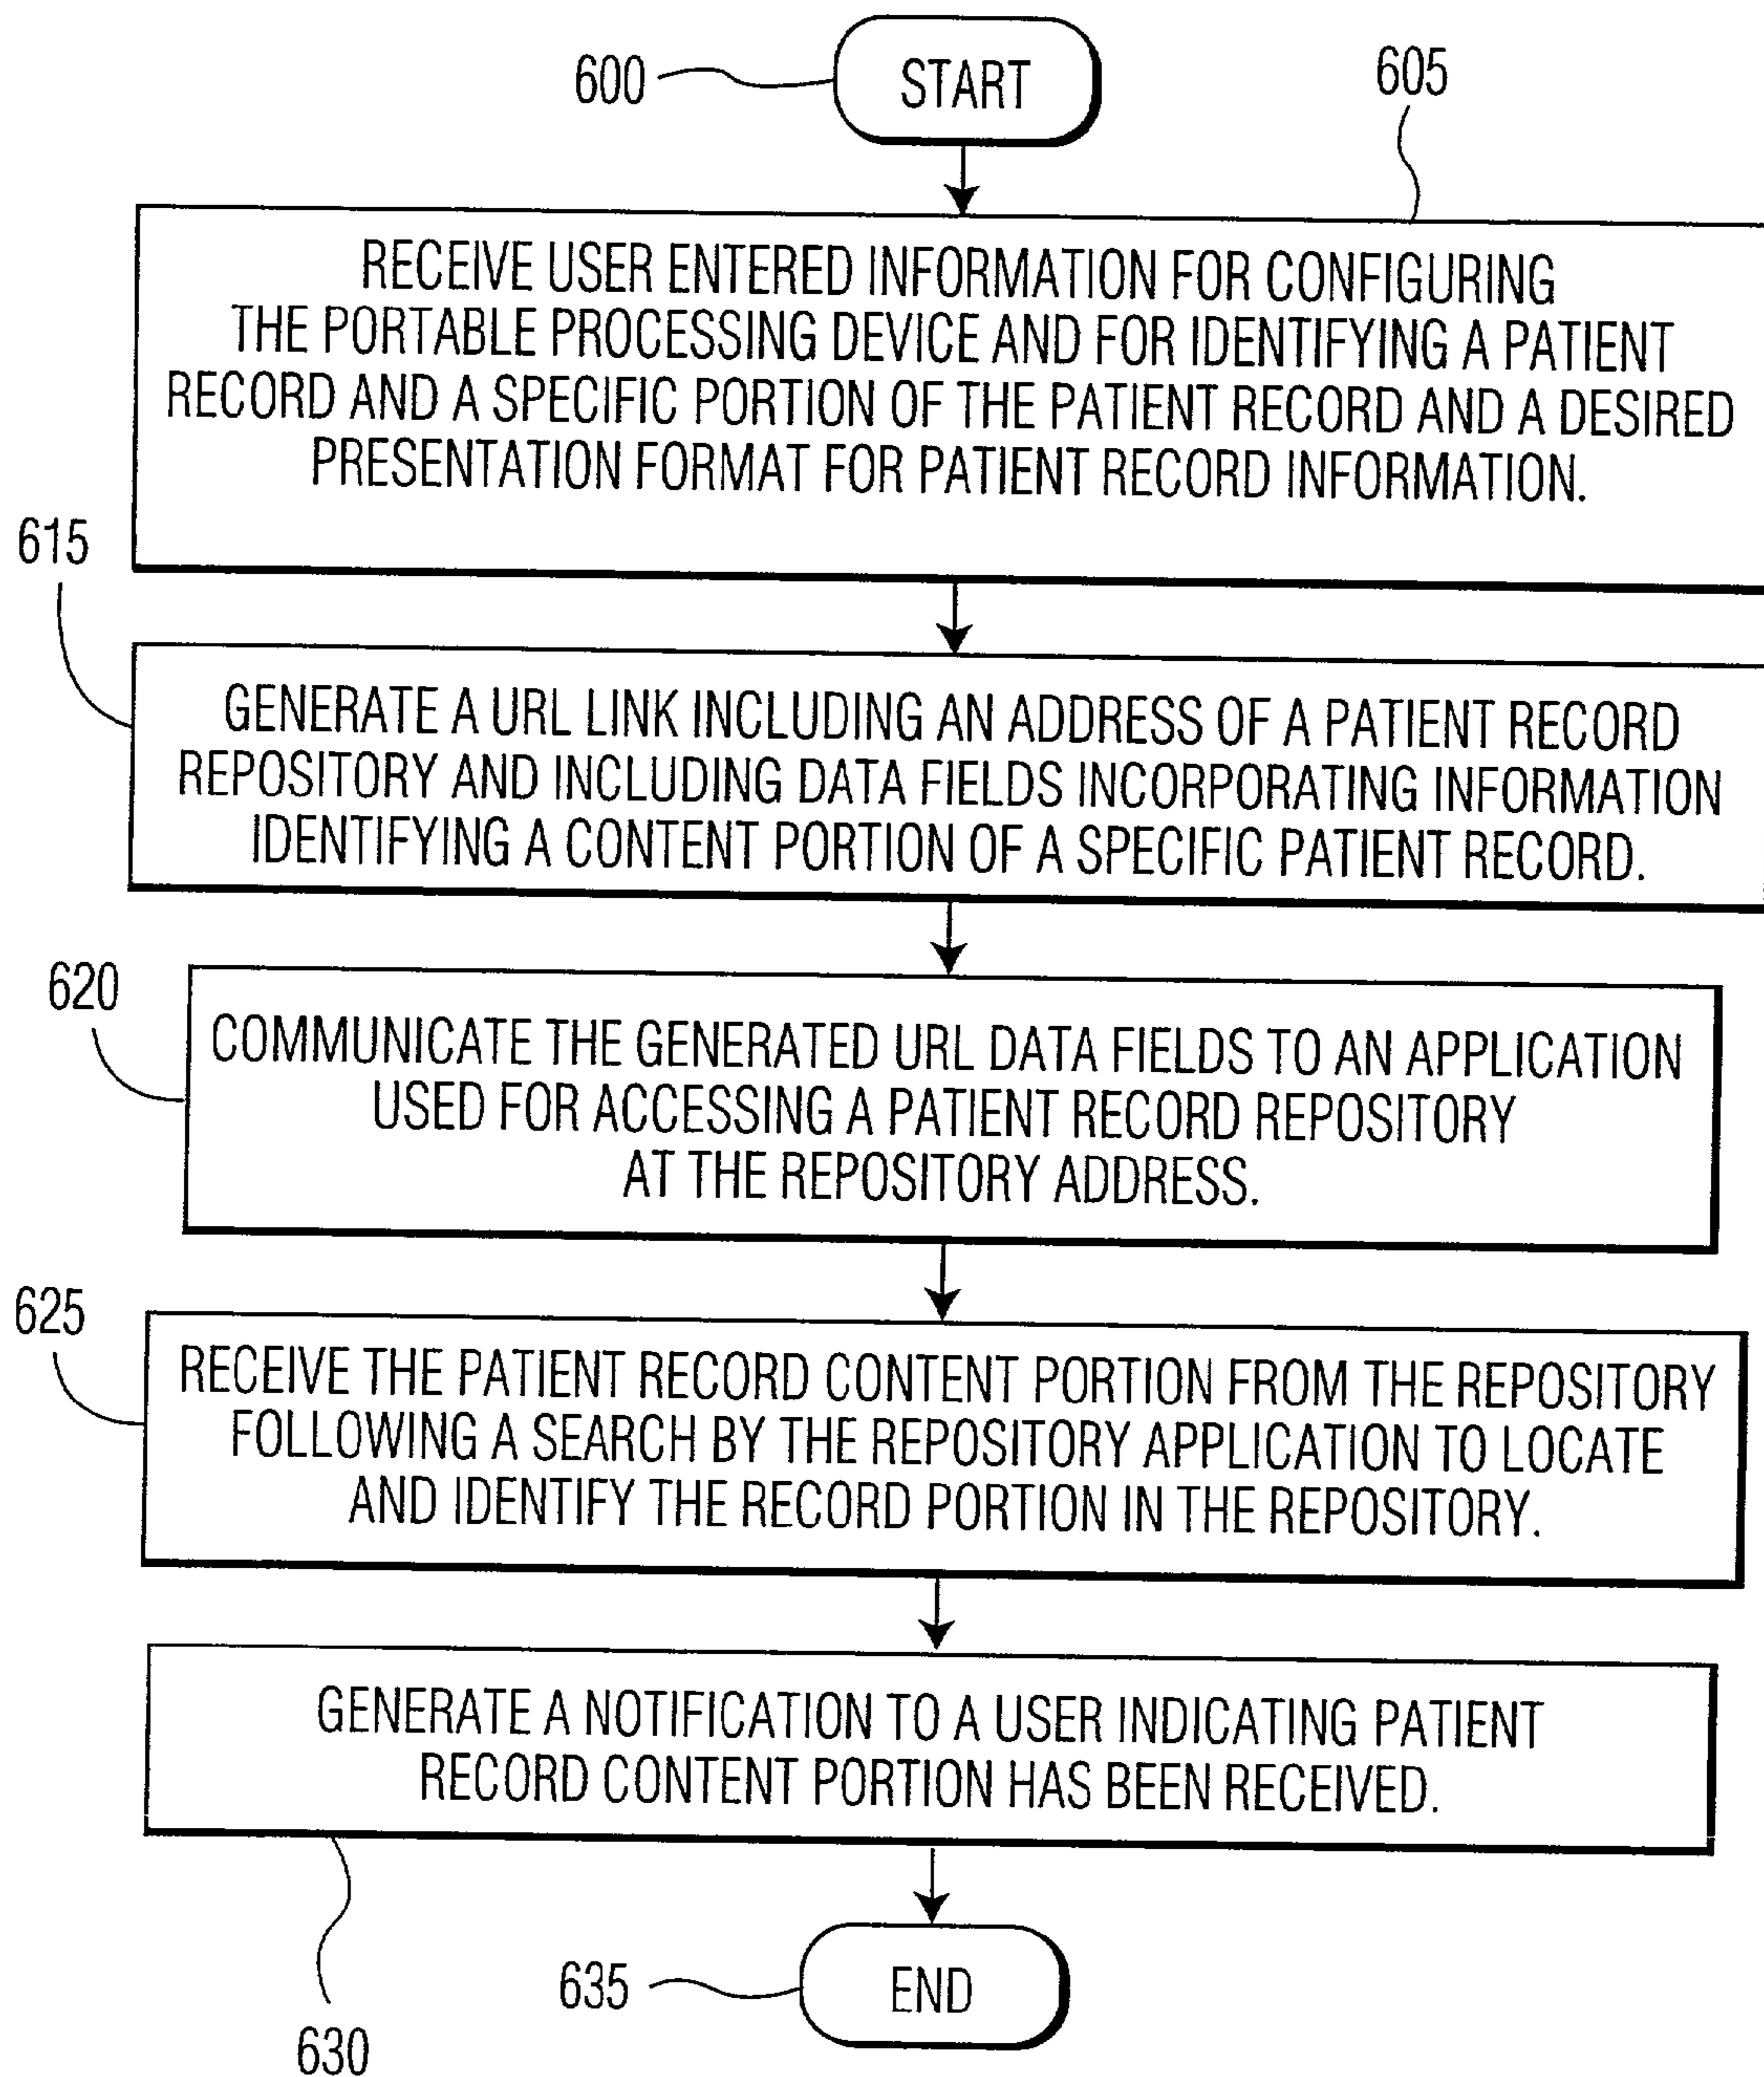 600
START
605
RECEIVE USER ENTERED INFORMATION FOR CONFIGURING
THE PORTABLE PROCESSING DEVICE AND FOR IDENTIFYING A PATIENT
RECORD AND A SPECIFIC PORTION OF THE PATIENT RECORD AND A DESIRED
PRESENTATION FORMAT FOR PATIENT RECORD INFORMATION.
615
GENERATE A URL LINK INCLUDING AN ADDRESS OF A PATIENT RECORD
REPOSITORY AND INCLUDING DATA FIELDS INCORPORATING INFORMATION
IDENTIFYING A CONTENT PORTION OF A SPECIFIC PATIENT RECORD.
620
COMMUNICATE THE GENERATED URL DATA FIELDS TO AN APPLICATION
USED FOR ACCESSING A PATIENT RECORD REPOSITORY
AT THE REPOSITORY ADDRESS.
625
RECEIVE THE PATIENT RECORD CONTENT PORTION FROM THE REPOSITORY
FOLLOWING A SEARCH BY THE REPOSITORY APPLICATION TO LOCATE
AND IDENTIFY THE RECORD PORTION IN THE REPOSITORY.
GENERATE A NOTIFICATION TO A USER INDICATING PATIENT
RECORD CONTENT PORTION HAS BEEN RECEIVED.
630
635
END